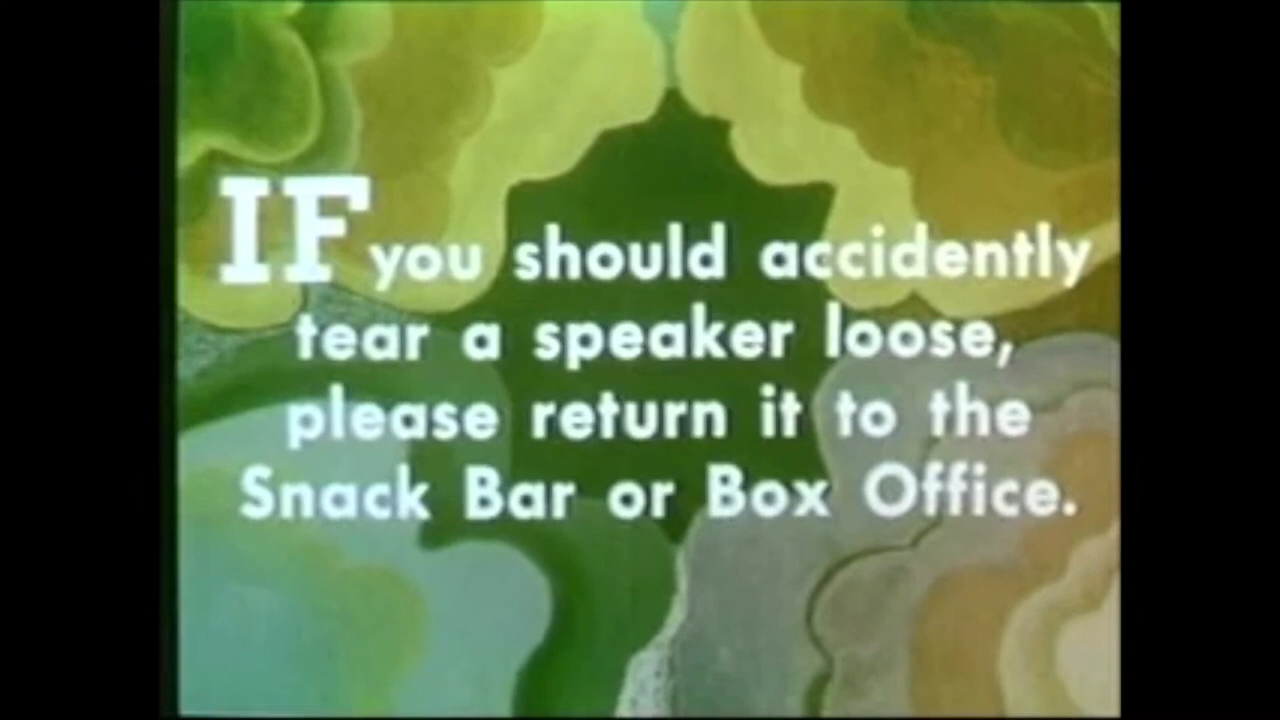 IF you should accidently
tear a speaker loose,
please return it to the
Snack Bar or Box Office.